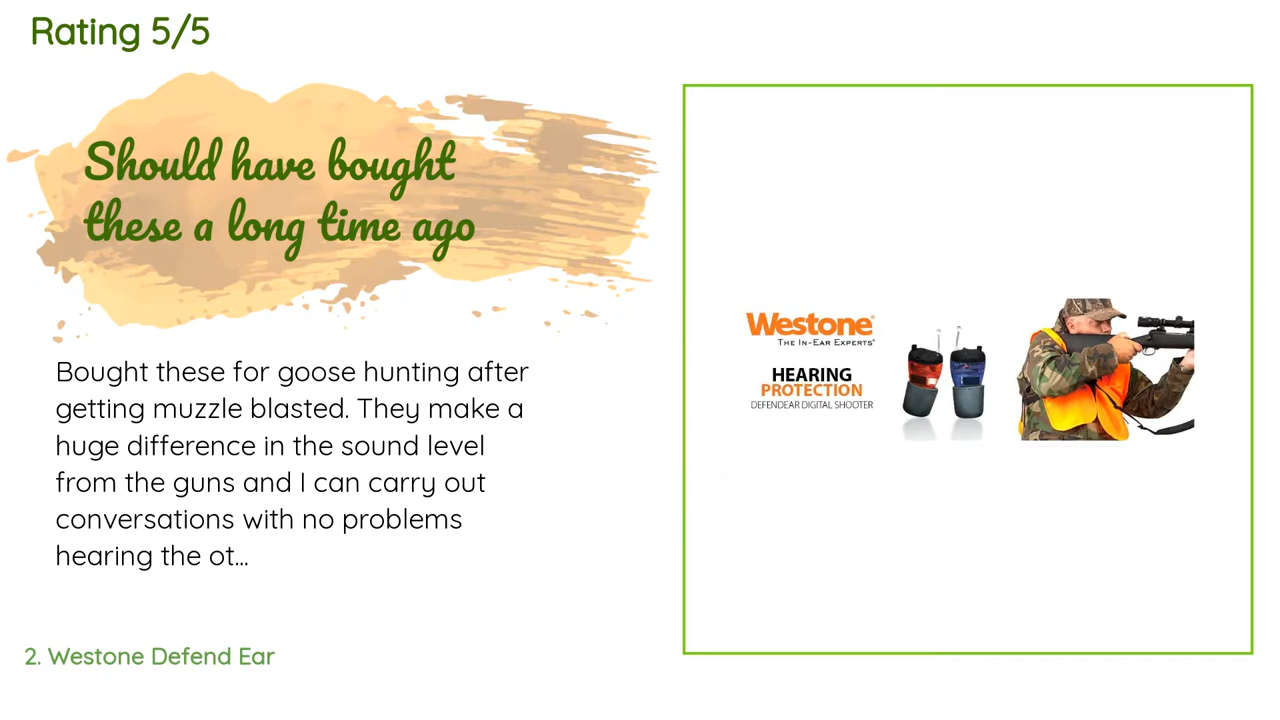 Rating 5/5
Should have bought
these a long time ago
Bought these for goose hunting after
getting muzzle blasted. They make a
huge difference in the sound level
from the guns and I can carry out
conversations with no problems
hearing the ot...
Westone®
THE IN-EAR EXPERTS®
HEARING
PROTECTION
DEFENDEAR DIGITAL SHOOTER
2. Westone Defend Ear